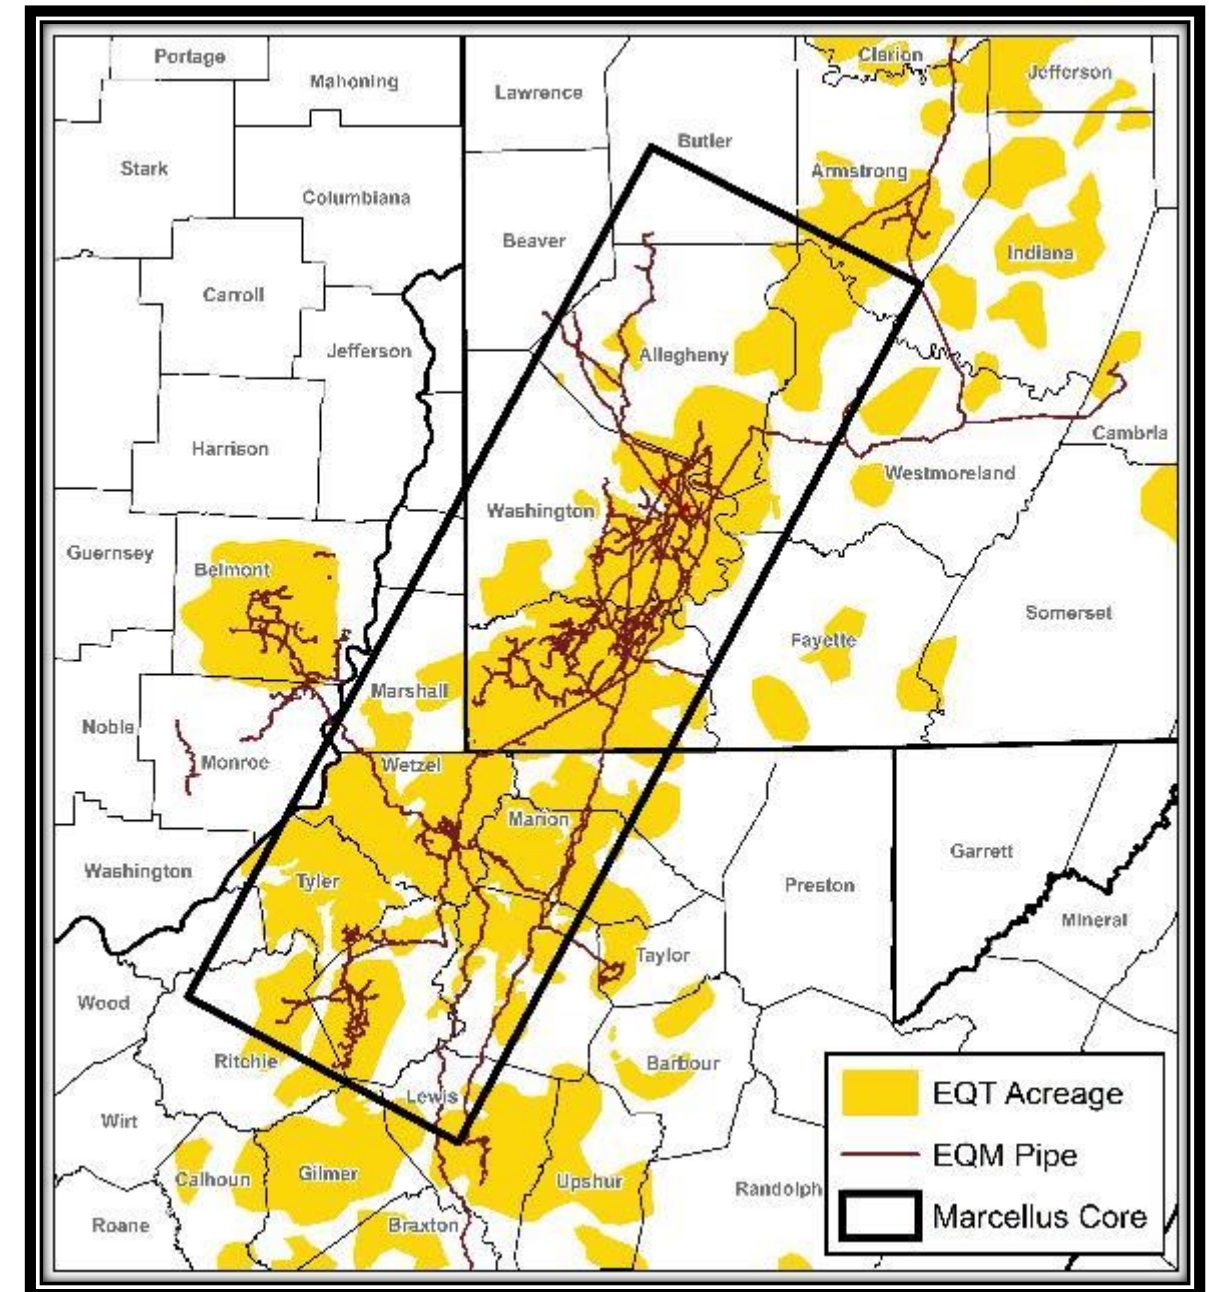 Portage
Clarion
Jefferson
Mahoning
Lawrence
Butler
Stark
Armstrong
Columbiana
Beaver
Indiana
Carroll
Jefferson
Allegheny
Harrison
Cambria
Westmoreland
Washington
Guernsey
Belmont
Somerset
Fayette
Marshall
Noble
Monroe
Wetzel
Marion
Garrett
Washington
Tyler
Preston
Mineral
Taylor
Wood
Ritchie
Barbour
Lewis
Wirt
Calhoun
Gilmer
Upshur
Randolph
Roane
Braxton
EQT Acreage
EQM Pipe
Marcellus Core